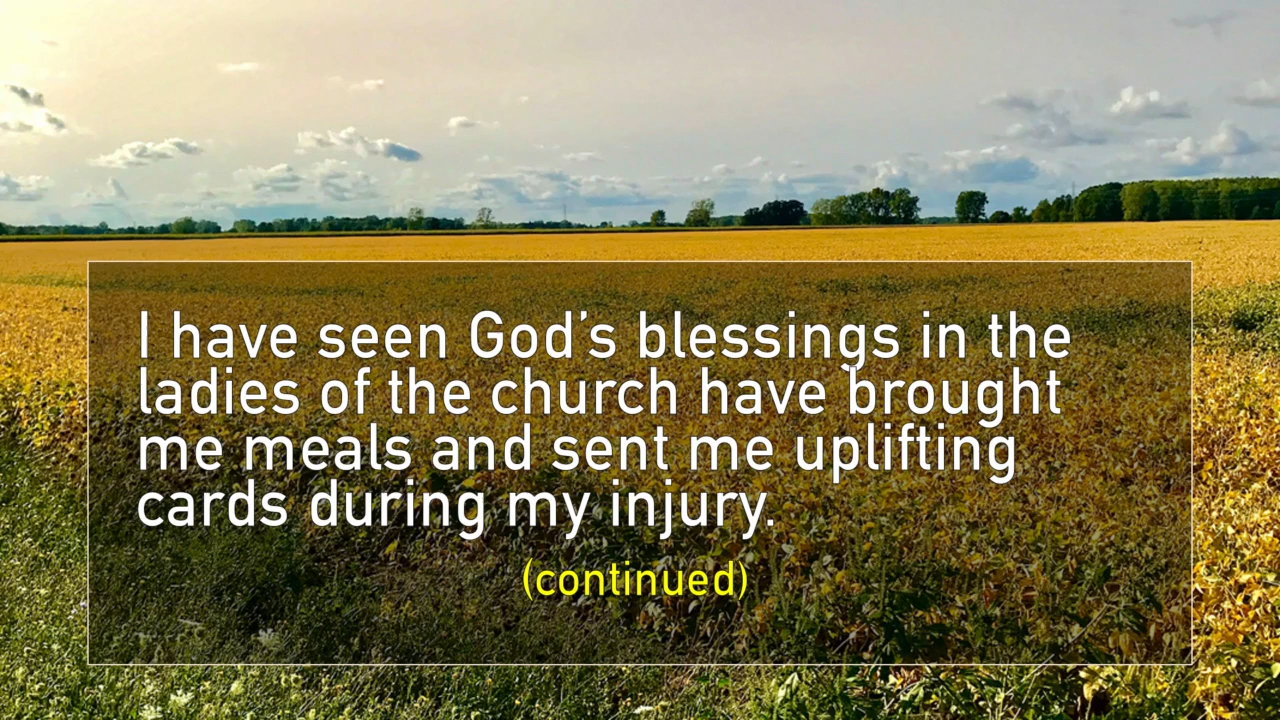 I have seen God’s blessings in the
ladies of the church have brought
me meals and sent me uplifting
cards during my injury.
(continued)